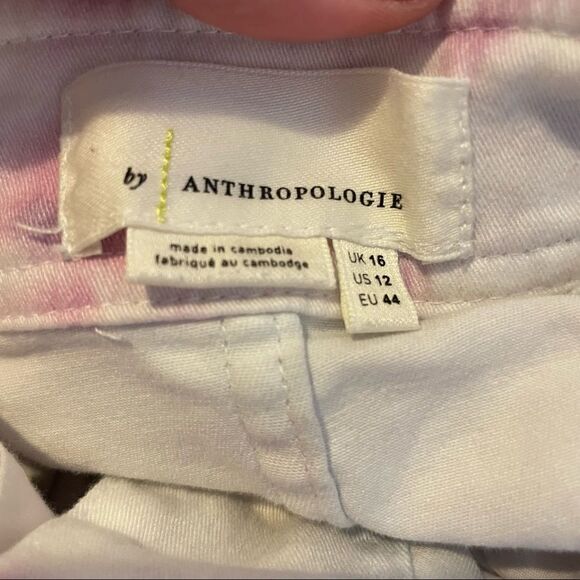 by ANTHROPOLOGIE
made in cambodia
fabriqué au cambodge
UK 16
US 12
EU 44